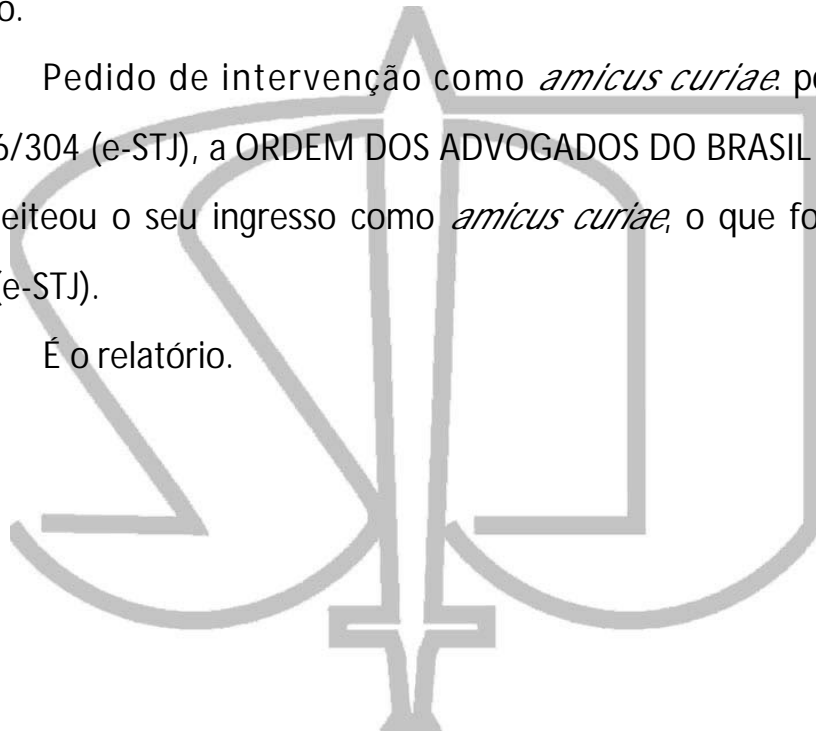 o.
Pedido de intervenção como amicus curiae: pe
6/304 (e-STJ), a ORDEM DOS ADVOGADOS DO BRASIL
eiteou o seu ingresso como amicus curiae, o que fo
(e-STJ).
É o relatório.